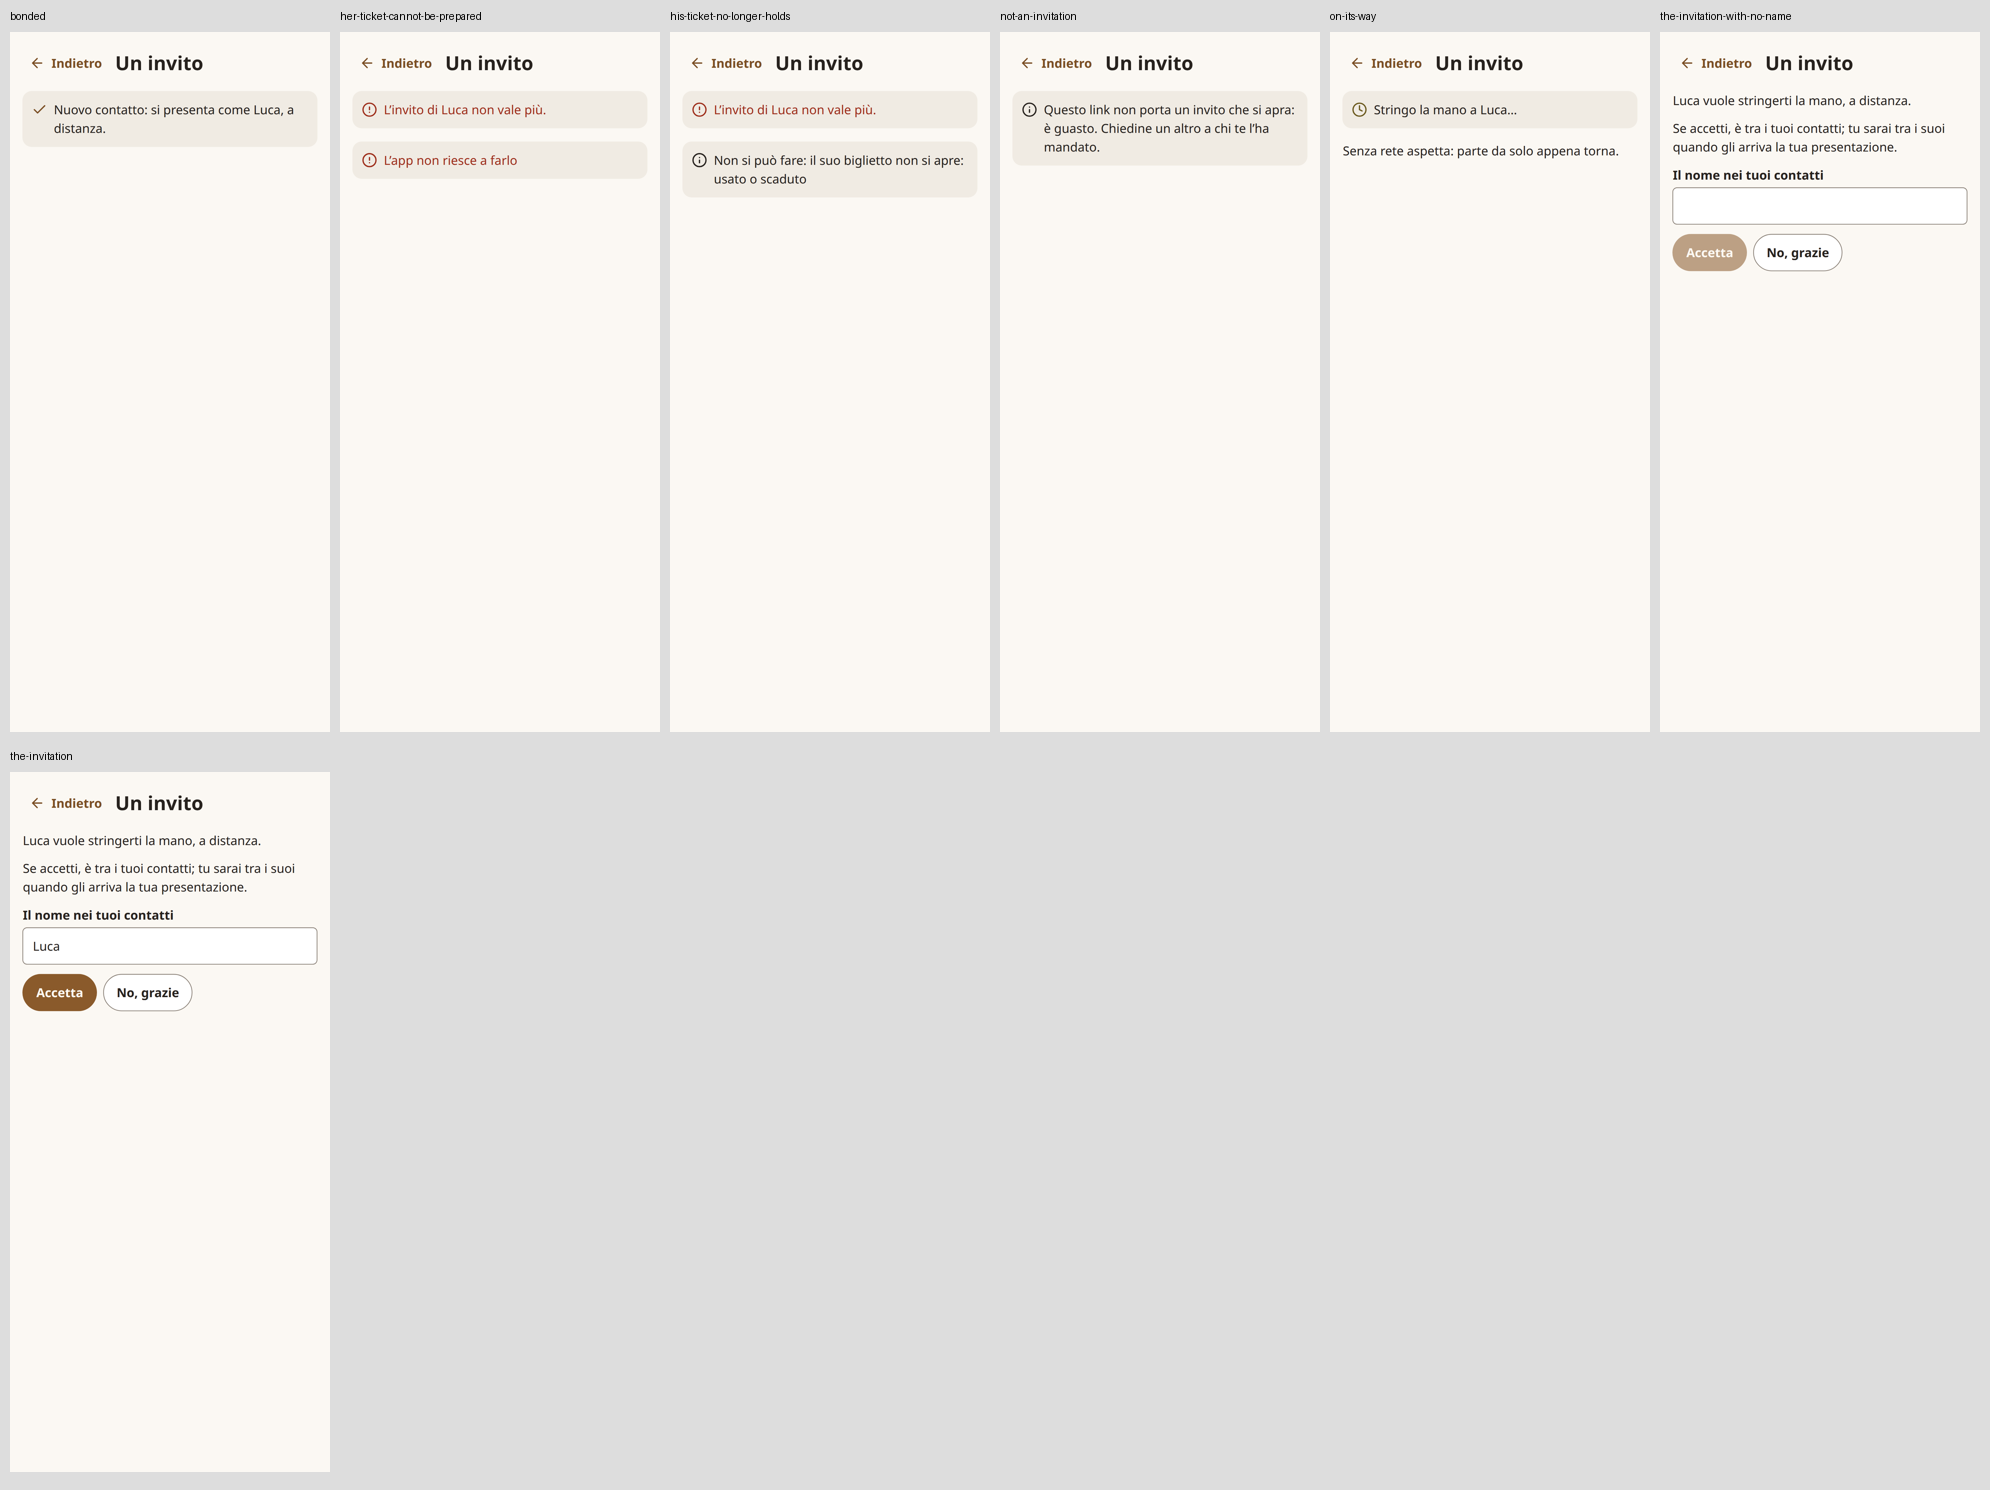 bonded
Indietro Un invito
Nuovo contatto: si presenta come Luca, a
distanza.
her-ticket-cannot-be-prepared
Indietro Un invito
L’invito di Luca non vale più.
L’app non riesce a farlo
his-ticket-no-longer-holds
Indietro Un invito
L’invito di Luca non vale più.
Non si può fare: il suo biglietto non si apre:
usato o scaduto
not-an-invitation
Indietro Un invito
Questo link non porta un invito che si apra:
è guasto. Chiedine un altro a chi te l’ha
mandato.
on-its-way
Indietro Un invito
Stringo la mano a Luca…
Senza rete aspetta: parte da solo appena torna.
the-invitation-with-no-name
Indietro Un invito
Luca vuole stringerti la mano, a distanza.
Se accetti, è tra i tuoi contatti; tu sarai tra i suoi
quando gli arriva la tua presentazione.
Il nome nei tuoi contatti
Accetta No, grazie
the-invitation
Indietro Un invito
Luca vuole stringerti la mano, a distanza.
Se accetti, è tra i tuoi contatti; tu sarai tra i suoi
quando gli arriva la tua presentazione.
Il nome nei tuoi contatti
Luca
Accetta No, grazie